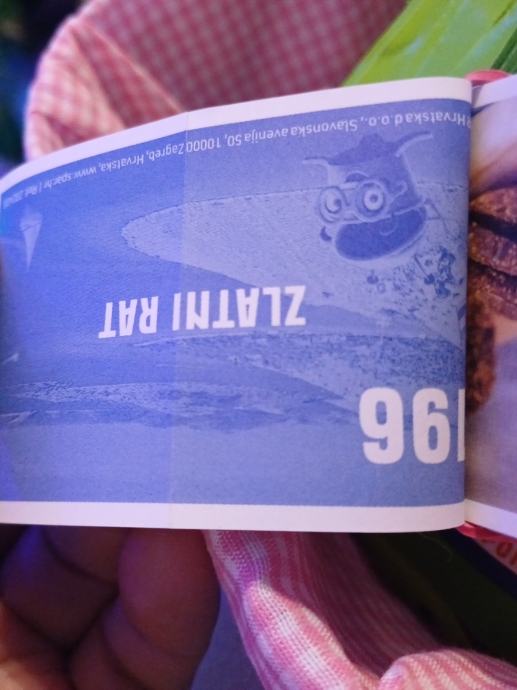 196
ZLATNI RAT
Hrvatska d.o.o., Slavonska avenija 50, 10000 Zagreb, Hrvatska,